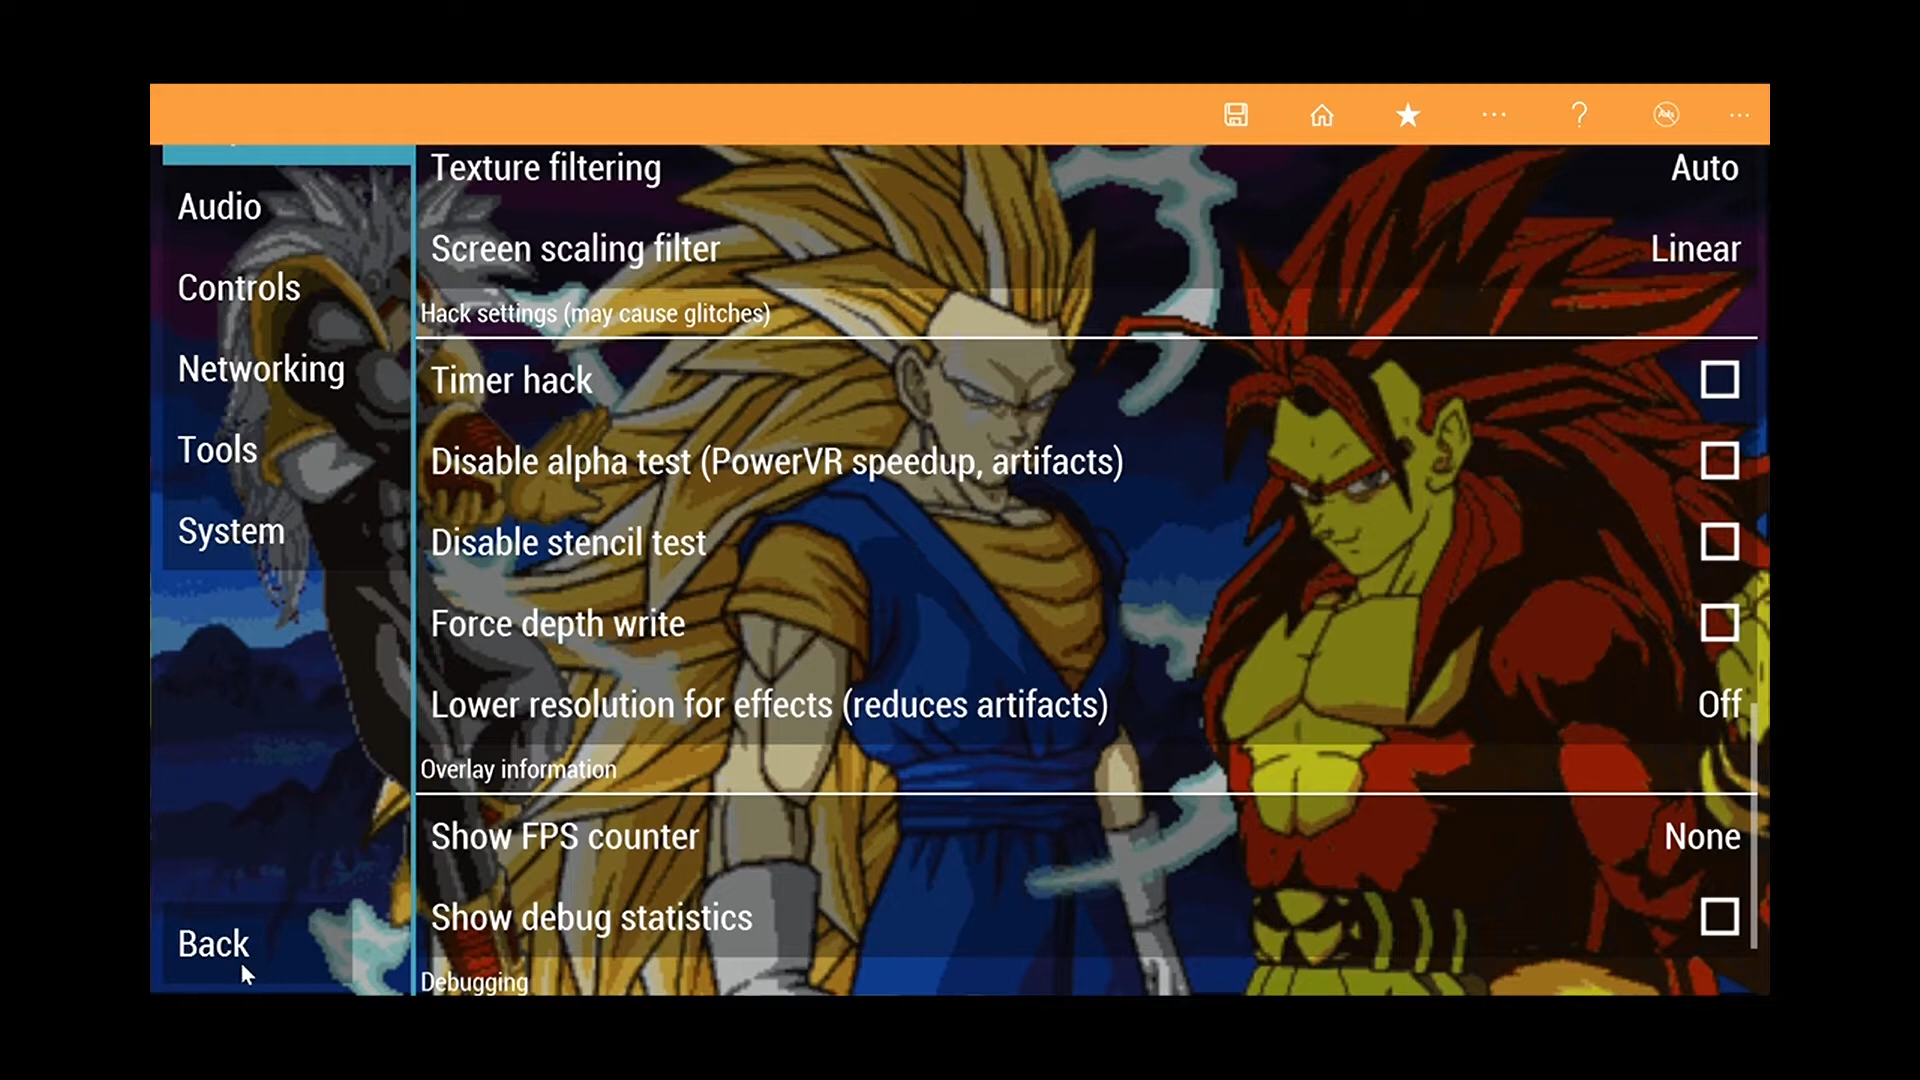 Audio
Controls
Networking
Tools
System
Back
Texture filtering Auto
Screen scaling filter Linear
Hack settings (may cause glitches)
Timer hack
Disable alpha test (PowerVR speedup, artifacts)
Disable stencil test
Force depth write
Lower resolution for effects (reduces artifacts) Off
Overlay information
Show FPS counter None
Show debug statistics
Debugging